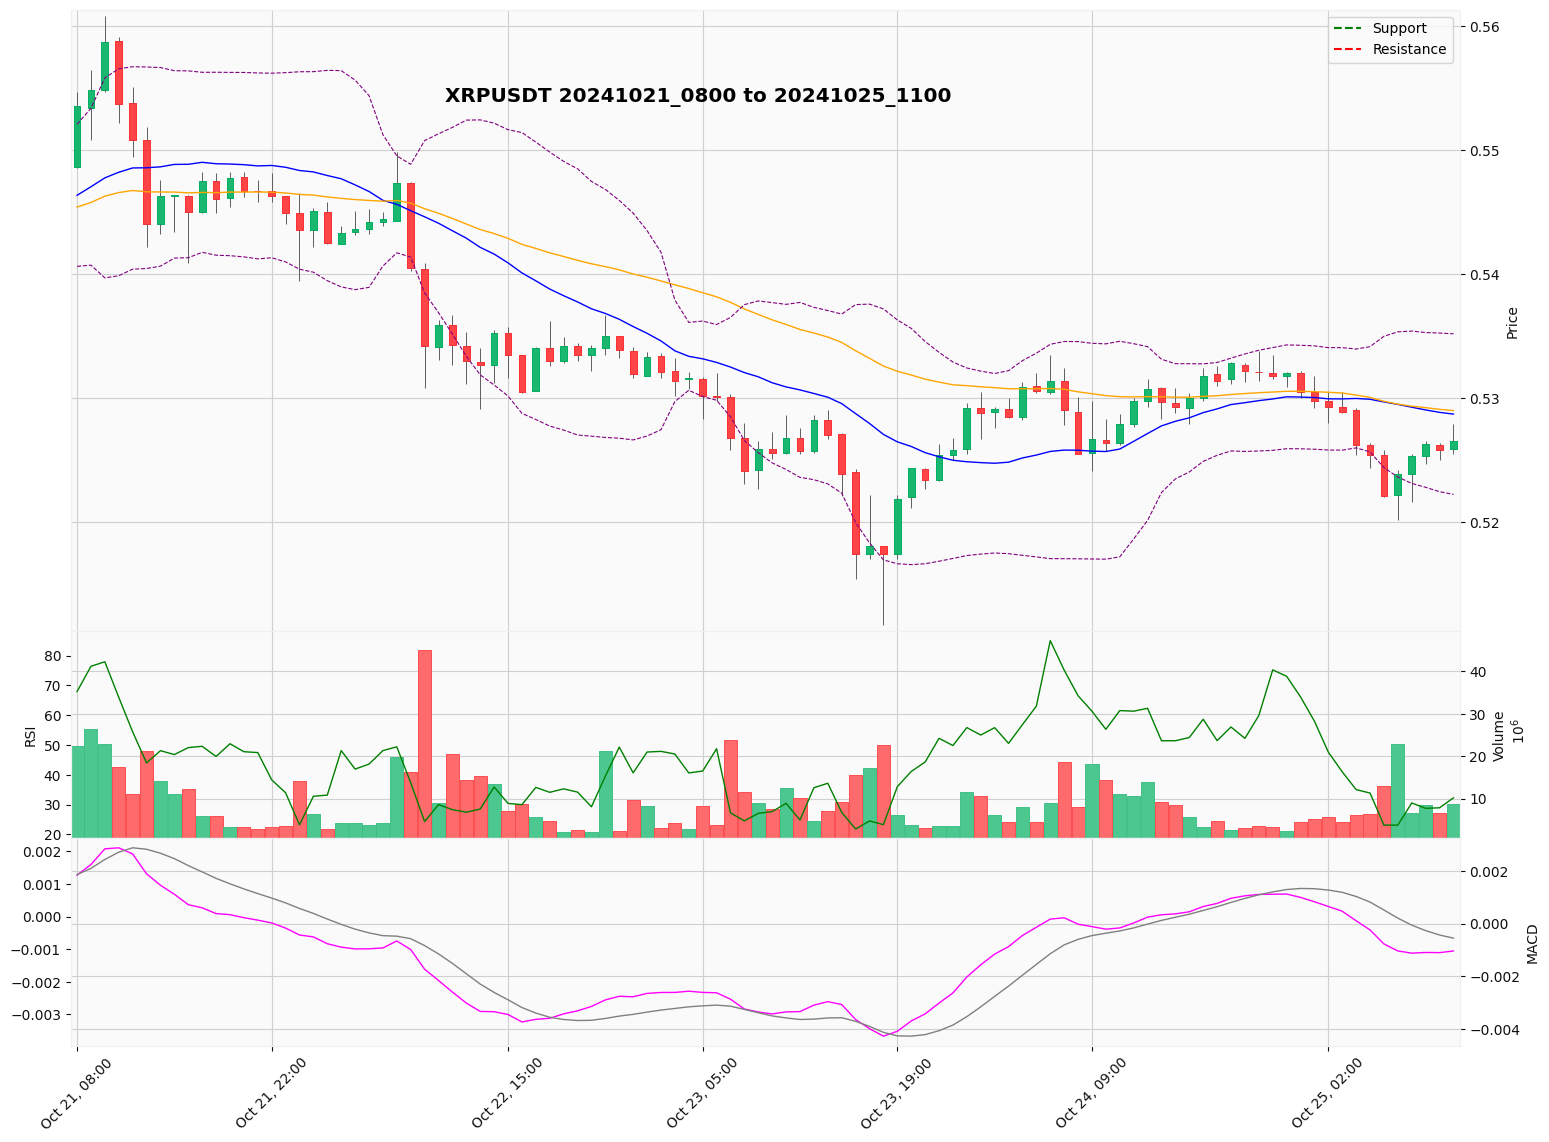 XRPUSDT 20241021_0800 to 20241025_1100
Support
Resistance
0.56
0.55
0.54
0.53
0.52
Price
80
70
60
50
40
30
20
RSI
40
30
20
10
Volume
10^6
0.002
0.001
0.000
−0.001
−0.002
−0.003
0.002
0.000
−0.002
−0.004
MACD
Oct 21, 08:00
Oct 21, 22:00
Oct 22, 15:00
Oct 23, 05:00
Oct 23, 19:00
Oct 24, 09:00
Oct 25, 02:00